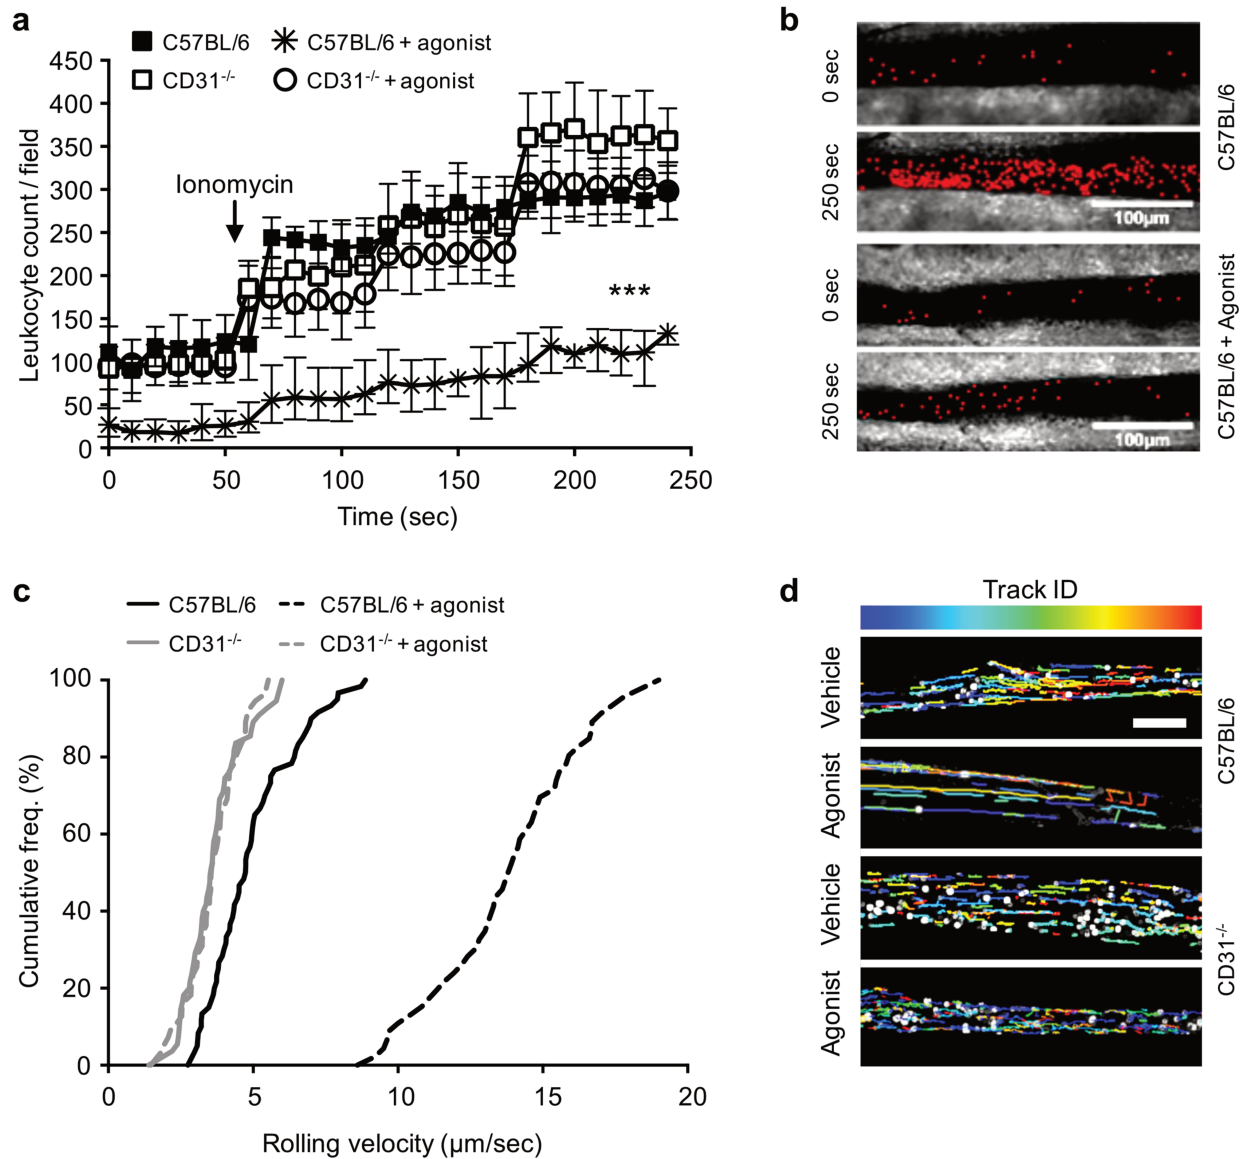 a
C57BL/6
C57BL/6 + agonist
CD31-/-
CD31-/- + agonist
Leukocyte count / field
450
400
350
300
250
200
150
100
50
0
Ionomycin
***
0
50
100
150
200
250
Time (sec)
b
0 sec
250 sec
100µm
C57BL/6
0 sec
250 sec
100µm
C57BL/6 + Agonist
c
C57BL/6
C57BL/6 + agonist
CD31-/-
CD31-/- + agonist
Cumulative freq. (%)
100
80
60
40
20
0
0
5
10
15
20
Rolling velocity (µm/sec)
d
Track ID
Vehicle
Agonist
C57BL/6
Vehicle
Agonist
CD31-/-